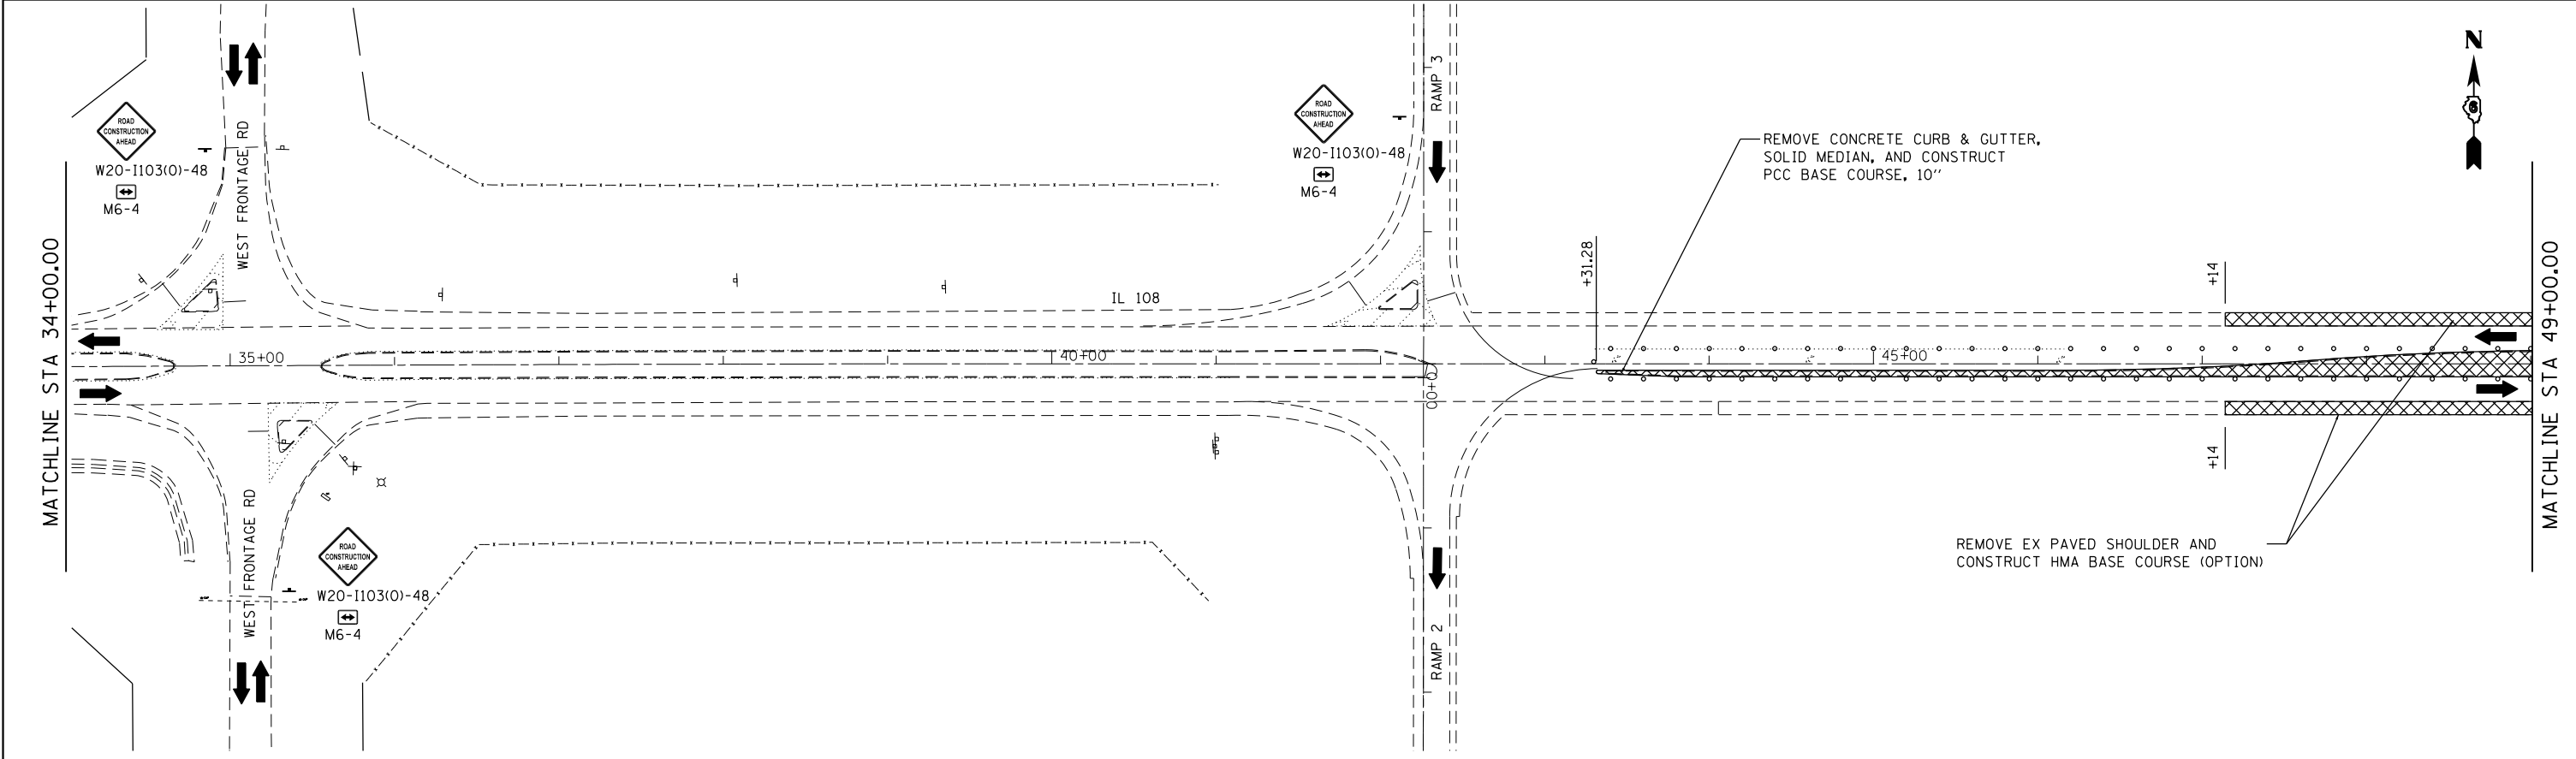 N
6
ROAD
CONSTRUCTION
AHEAD
W20-I103(0)-48
M6-4
WEST FRONTAGE RD
ROAD
CONSTRUCTION
AHEAD
W20-I103(0)-48
M6-4
RAMP 3
REMOVE CONCRETE CURB & GUTTER,
SOLID MEDIAN, AND CONSTRUCT
PCC BASE COURSE, 10"
MATCHLINE STA 34+00.00
IL 108
+31.28
+14
MATCHLINE STA 49+00.00
35+00
40+00
45+00
0+00
+14
WEST FRONTAGE RD
ROAD
CONSTRUCTION
AHEAD
W20-I103(0)-48
M6-4
RAMP 2
REMOVE EX PAVED SHOULDER AND
CONSTRUCT HMA BASE COURSE (OPTION)